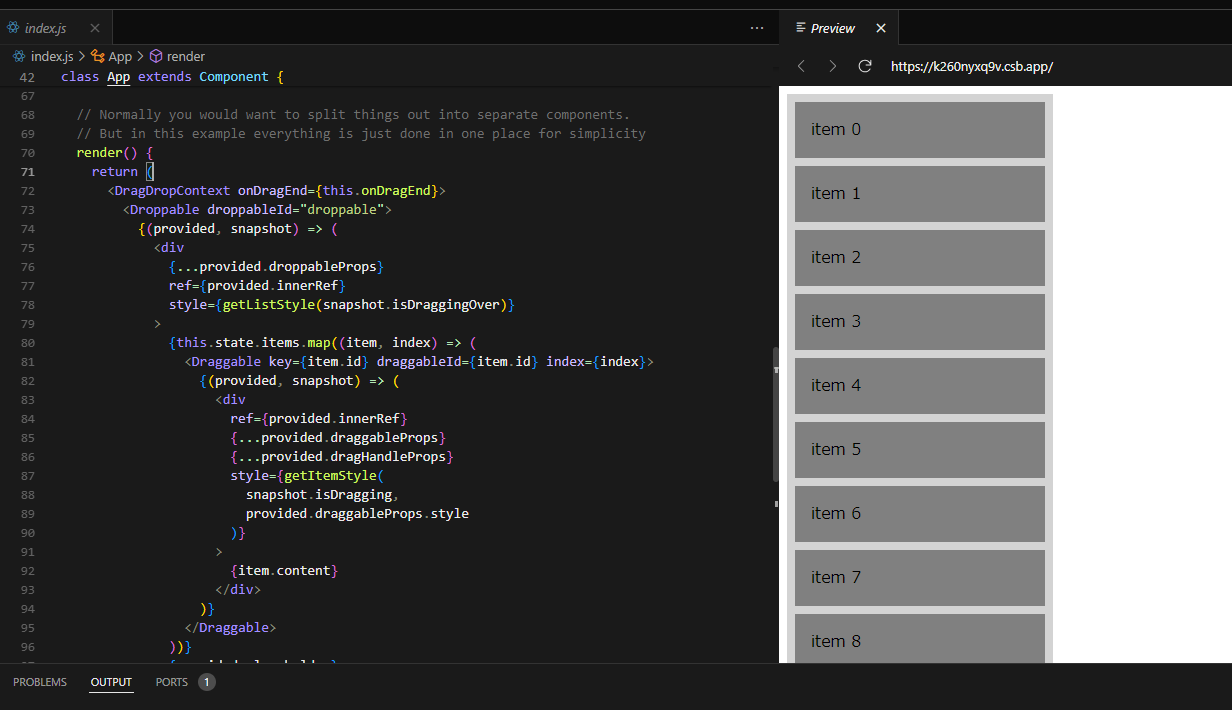 index.js
index.js > App > render
42 class App extends Component {
67
68 // Normally you would want to split things out into separate components.
69 // But in this example everything is just done in one place for simplicity
70 render() {
71 return (
72 <DragDropContext onDragEnd={this.onDragEnd}>
73 <Droppable droppableId="droppable">
74 {(provided, snapshot) => (
75 <div
76 {...provided.droppableProps}
77 ref={provided.innerRef}
78 style={getListStyle(snapshot.isDraggingOver)}
79 >
80 {this.state.items.map((item, index) => (
81 <Draggable key={item.id} draggableId={item.id} index={index}>
82 {(provided, snapshot) => (
83 <div
84 ref={provided.innerRef}
85 {...provided.draggableProps}
86 {...provided.dragHandleProps}
87 style={getItemStyle(
88 snapshot.isDragging,
89 provided.draggableProps.style
90 )}
91 >
92 {item.content}
93 </div>
94 )}
95 </Draggable>
96 ))}
PROBLEMS OUTPUT PORTS 1
Preview
https://k260nyxq9v.csb.app/
item 0
item 1
item 2
item 3
item 4
item 5
item 6
item 7
item 8